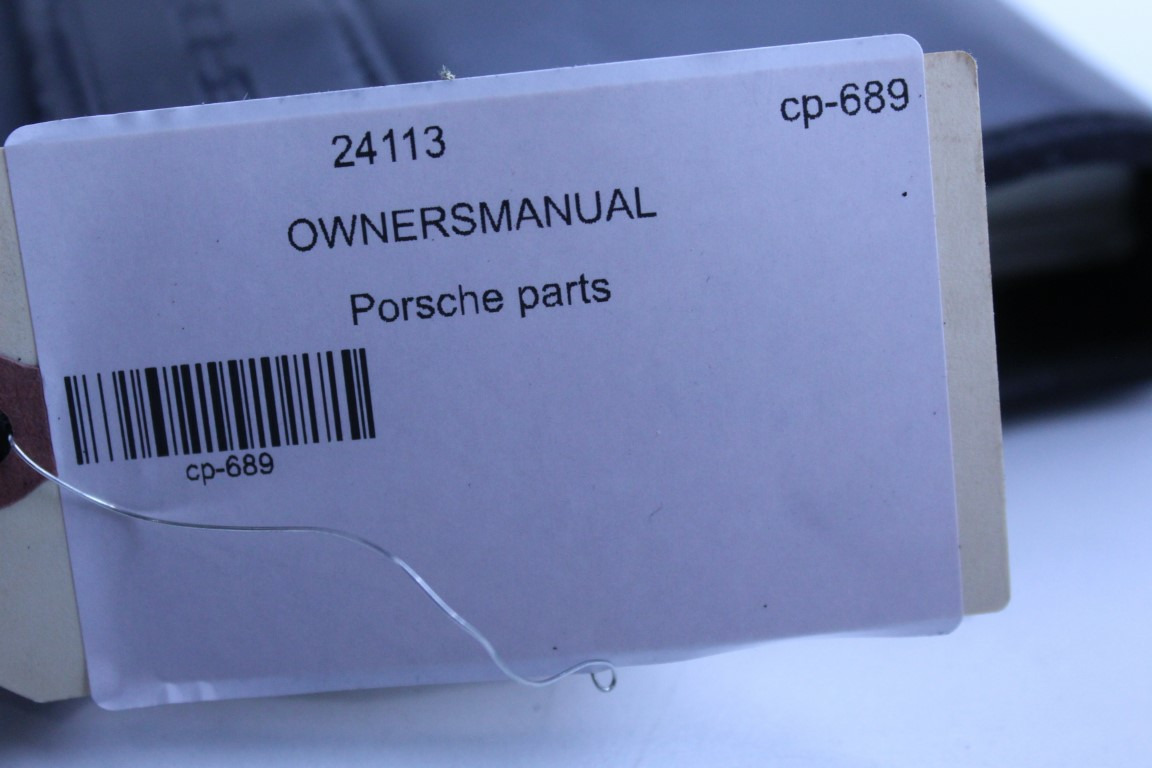 cp-689
24113
OWNERSMANUAL
Porsche parts
cp-689